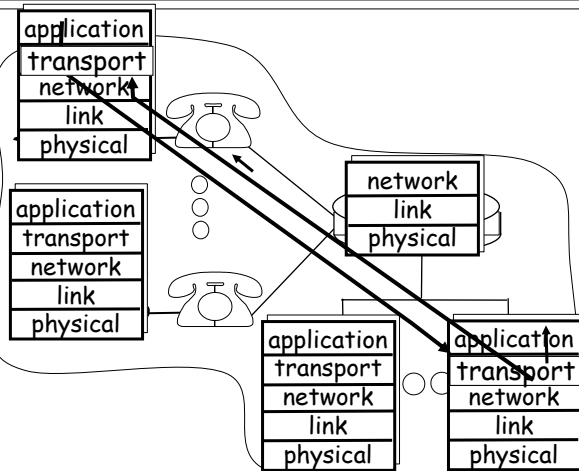 application
transport
network
link
physical
network
link
physical
application
transport
network
link
physical
application
transport
network
link
physical
application
transport
network
link
physical